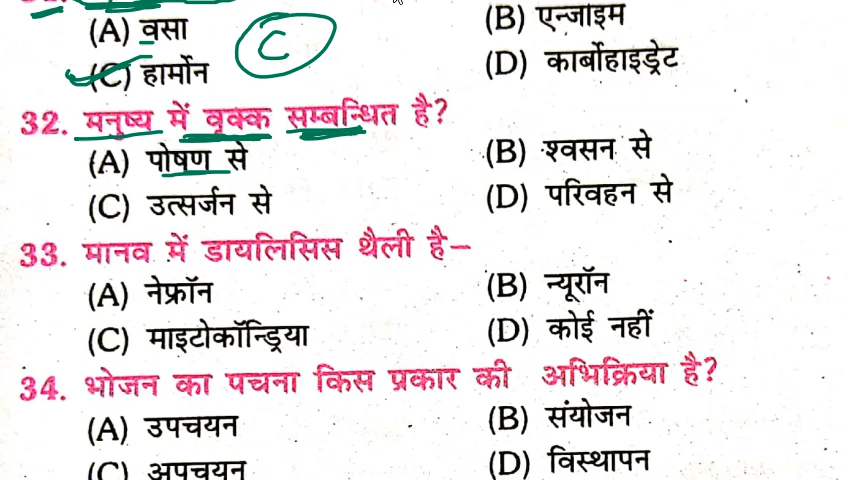 (A) वसा (B) एन्जाइम
C
(C) हार्मोन (D) कार्बोहाइड्रेट
32. मनुष्य में वृक्क सम्बन्धित है?
(A) पोषण से (B) श्वसन से
(C) उत्सर्जन से (D) परिवहन से
33. मानव में डायलिसिस थैली है–
(A) नेफ्रॉन (B) न्यूरॉन
(C) माइटोकॉन्ड्रिया (D) कोई नहीं
34. भोजन का पचना किस प्रकार की अभिक्रिया है?
(A) उपचयन (B) संयोजन
(C) अपचयन (D) विस्थापन